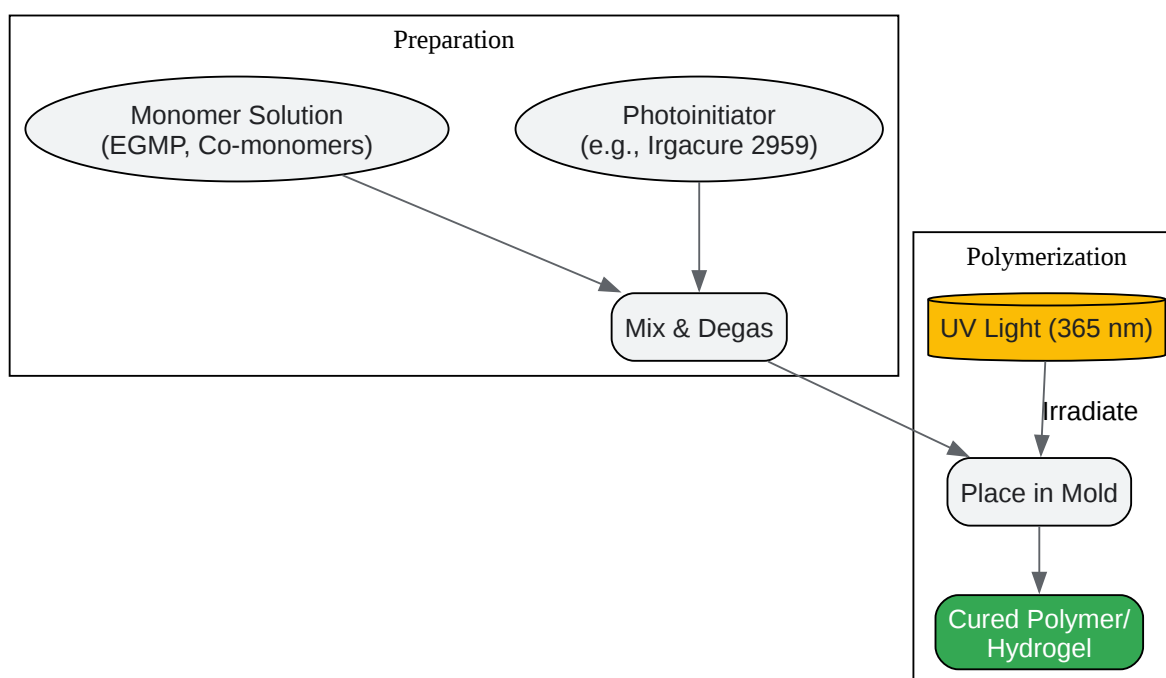 Preparation
Monomer Solution
(EGMP, Co-monomers)
Photoinitiator
(e.g., Irgacure 2959)
Mix & Degas
Polymerization
UV Light (365 nm)
Irradiate
Place in Mold
Cured Polymer/
Hydrogel